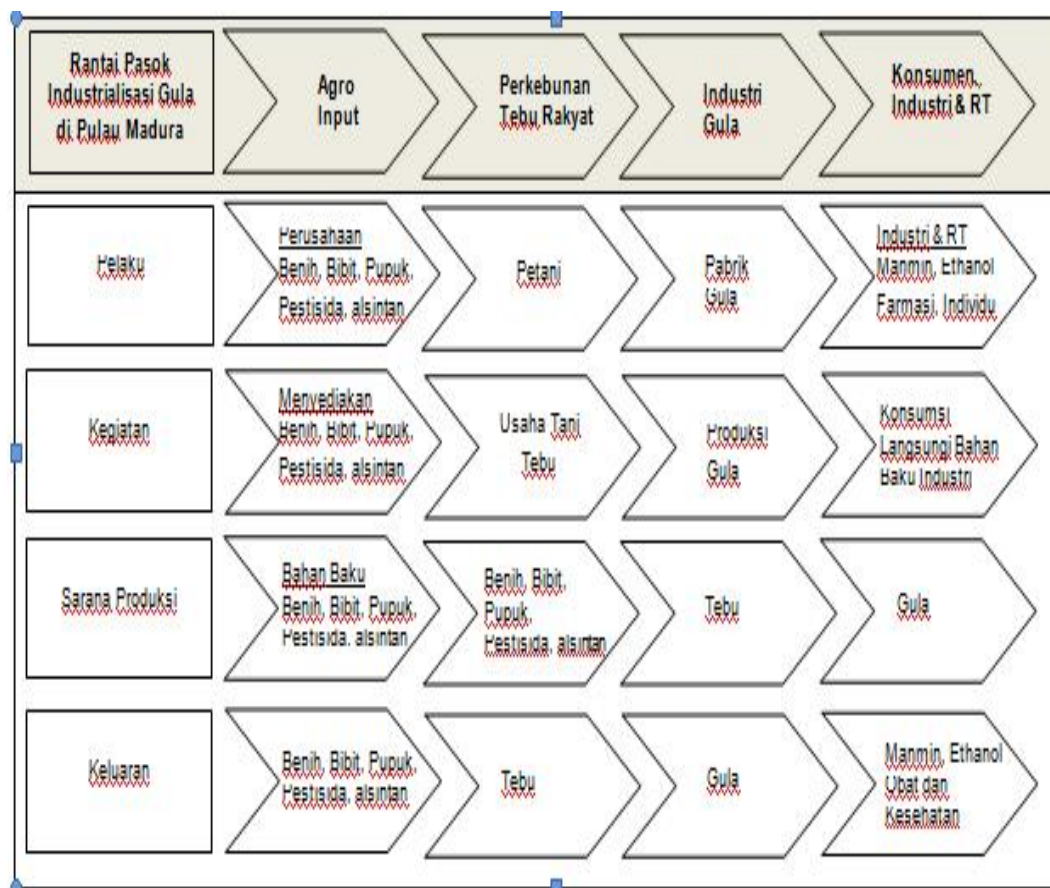 Rantai Pasok
Industrialisasi Gula
di Pulau Madura
Agro
Input
Perkebunan
Tebu Rakyat
Industri
Gula
Konsumen,
Industri & RT
Pelaku
Perusahaan
Benih, Bibit, Pupuk,
Pestisida, alsintan
Petani
Pabrik
Gula
Industri & RT
Manmin, Ethanol
Farmasi, Individu
Kegiatan
Menyediakan
Benih, Bibit, Pupuk,
Pestisida, alsintan
Usaha Tani
Tebu
Produksi
Gula
Konsumsi
Langsungi Bahan
Baku Industri
Sarana Produksi
Bahan Baku
Benih, Bibit, Pupuk,
Pestisida, alsintan
Benih, Bibit,
Pupuk,
Pestisida, alsintan
Tebu
Gula
Keluaran
Benih, Bibit, Pupuk,
Pestisida, alsintan
Tebu
Gula
Manmin, Ethanol
Obat dan
Kesehatan